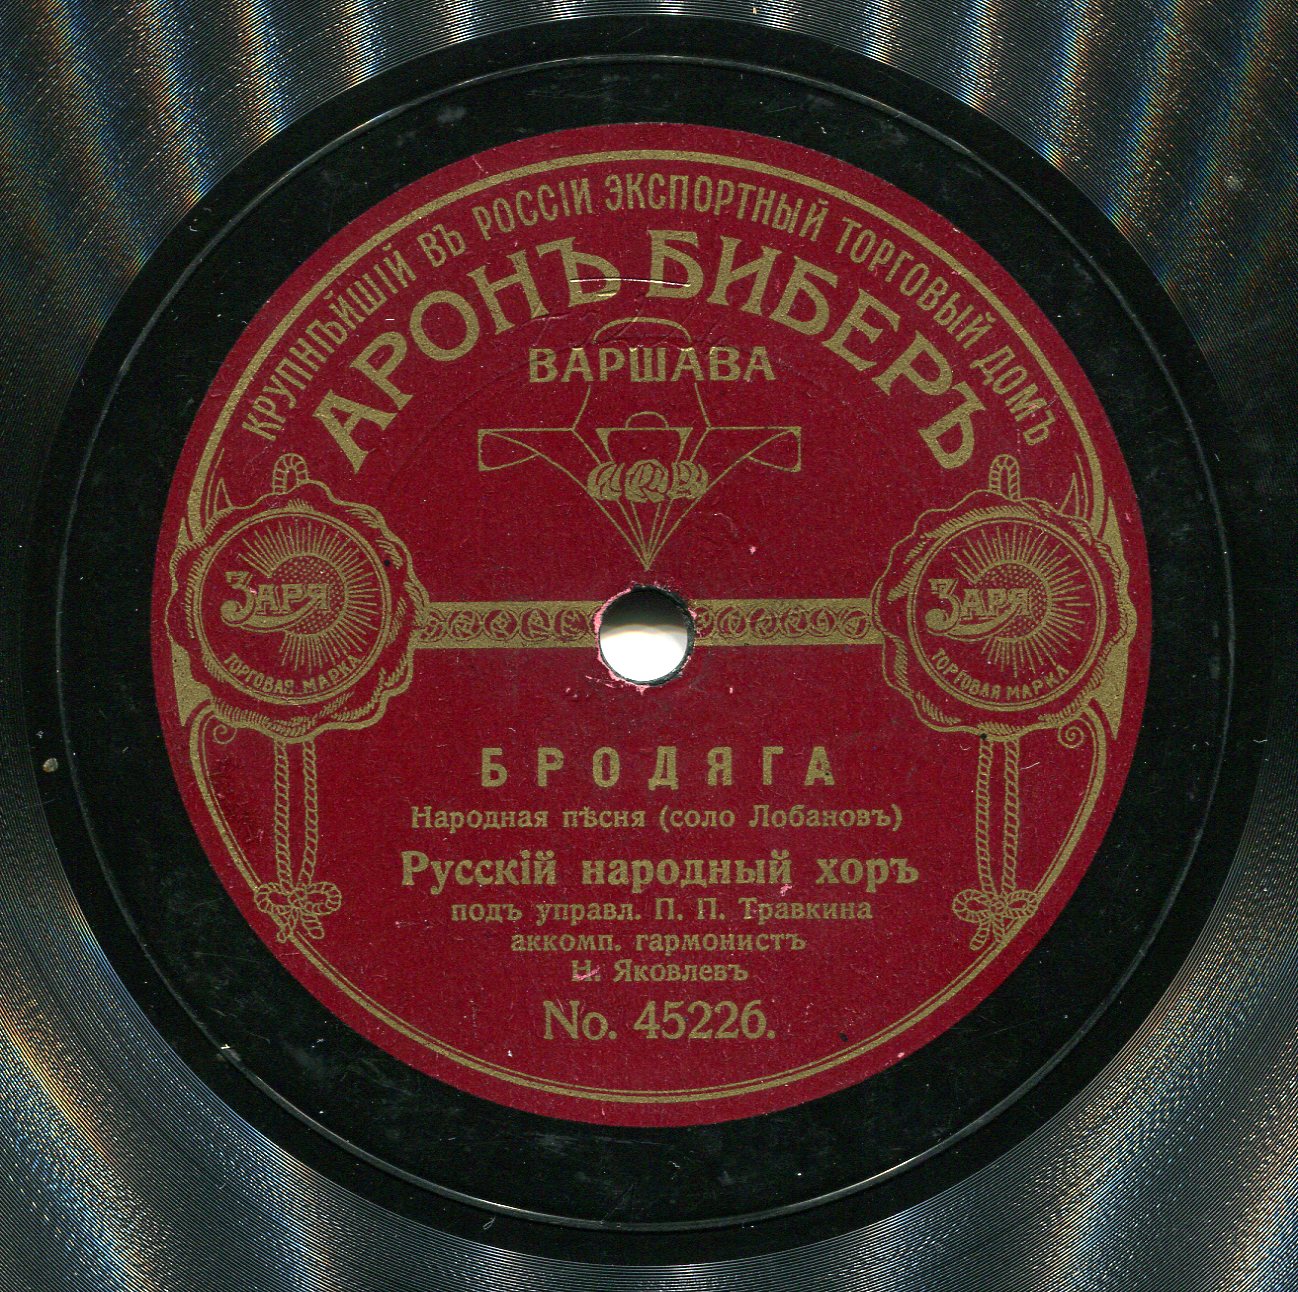 КРУПНѢЙШІЙ ВЪ РОССІИ ЭКСПОРТНЫЙ ТОРГОВЫЙ ДОМЪ
АРОНЪ БИБЕРЪ
ВАРШАВА
ЗАРЯ
ТОРГОВАЯ МАРКА
ЗАРЯ
ТОРГОВАЯ МАРКА
БРОДЯГА
Народная пѣсня (соло Лобановъ)
Русскій народный хоръ
подъ управл. П. П. Травкина
аккомп. гармонистъ
Н. Яковлевъ
No. 45226.